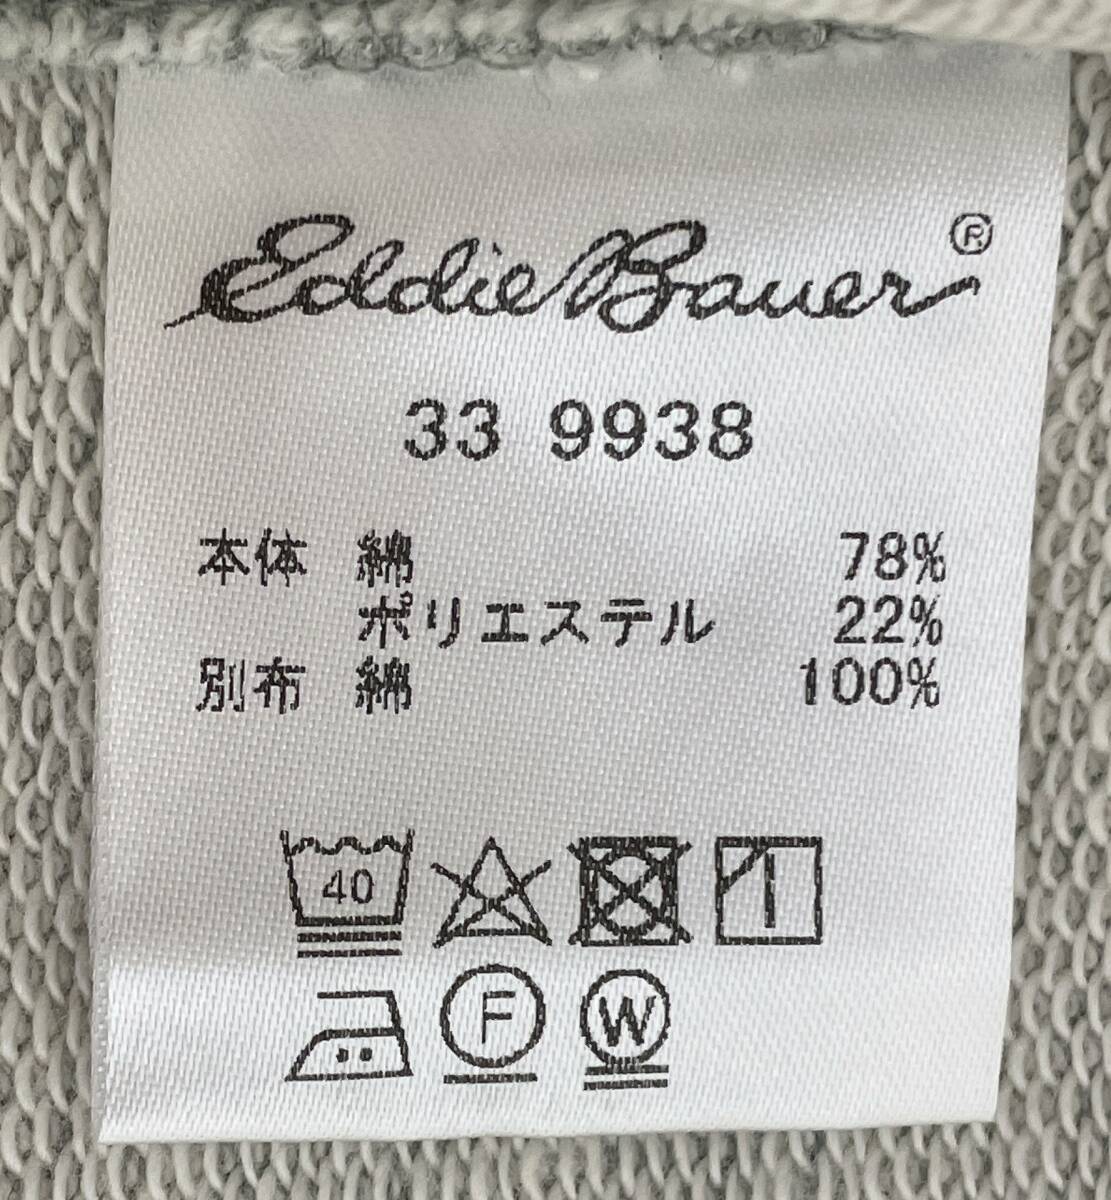 Eddie Bauer®
33 9938
本体 綿 78%
ポリエステル 22%
別布 綿 100%
40
F W